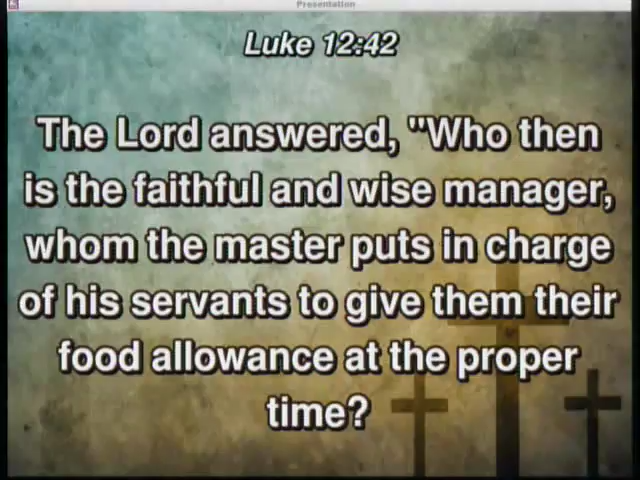 Presentation
Luke 12:42
The Lord answered, "Who then
is the faithful and wise manager,
whom the master puts in charge
of his servants to give them their
food allowance at the proper
time?